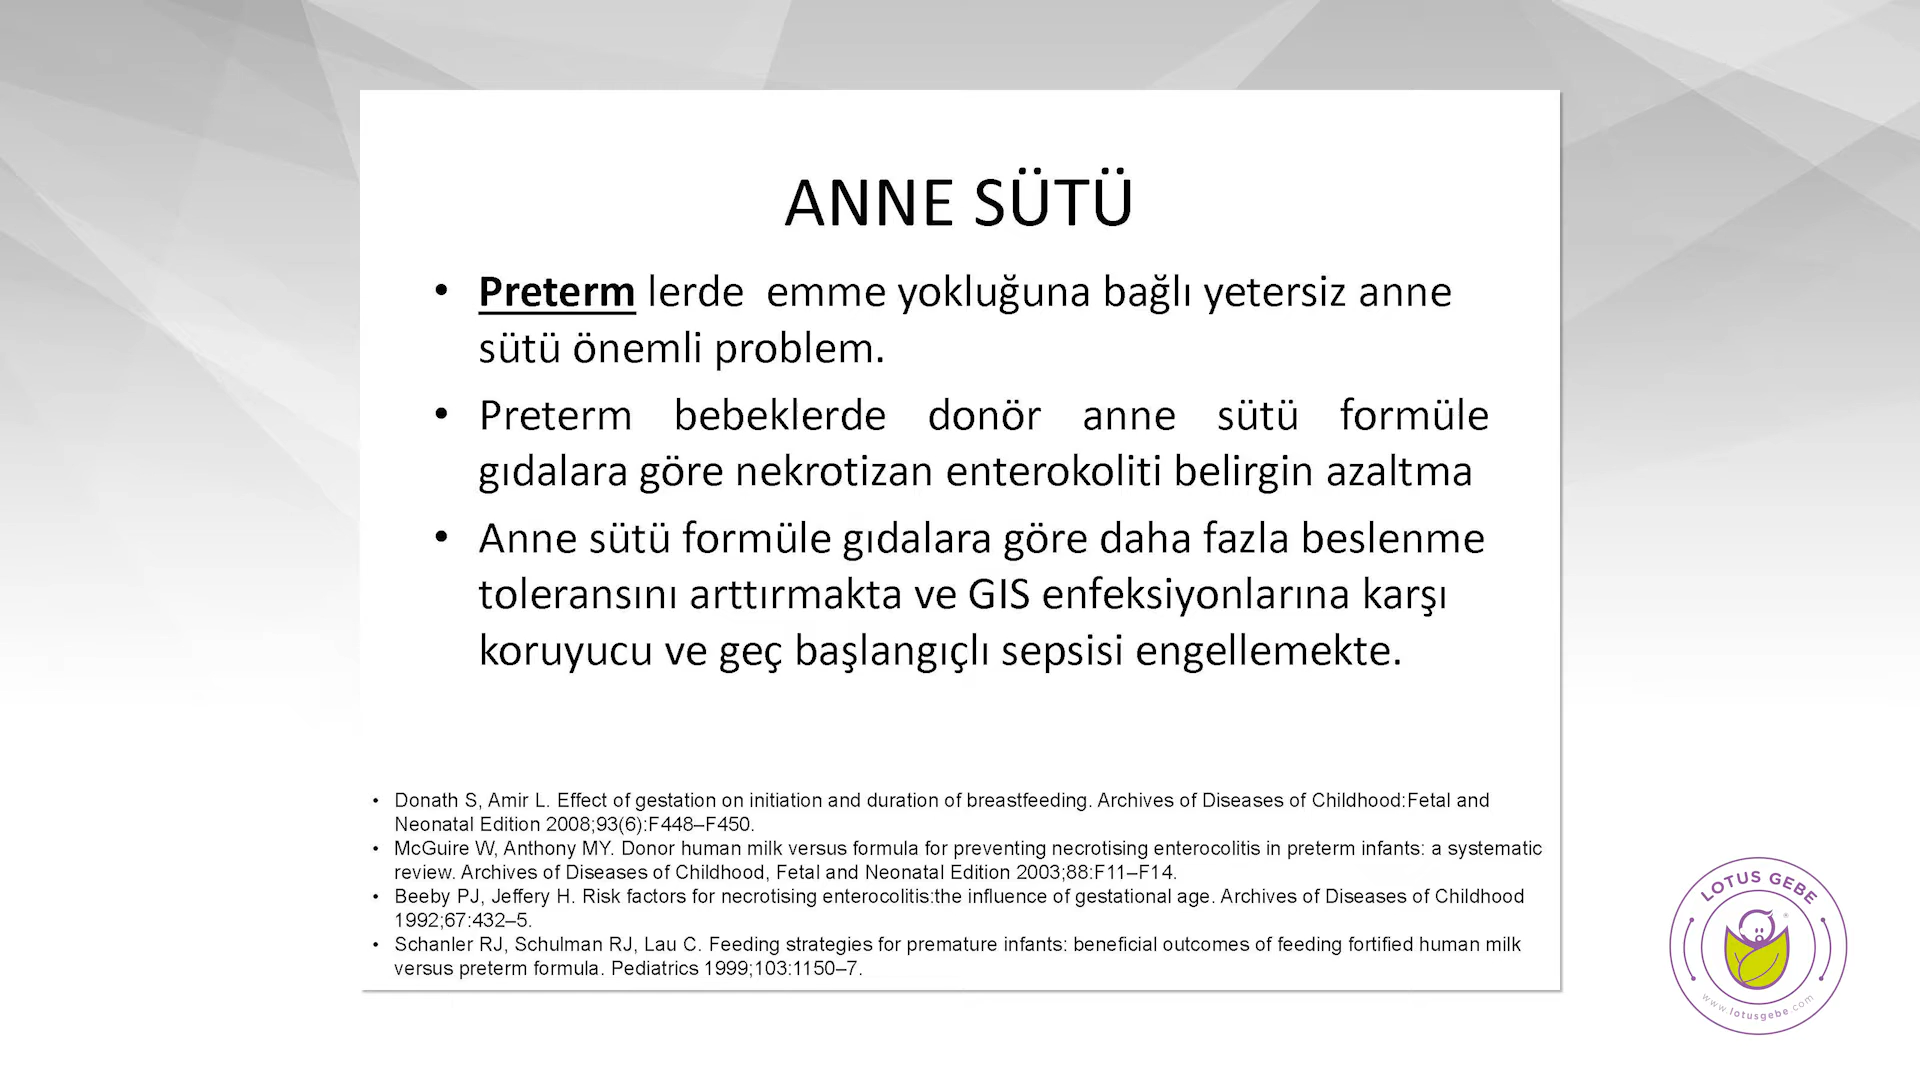 ANNE SÜTÜ
• Preterm lerde emme yokluğuna bağlı yetersiz anne
sütü önemli problem.
• Preterm bebeklerde donör anne sütü formüle
gıdalara göre nekrotizan enterokoliti belirgin azaltma
• Anne sütü formüle gıdalara göre daha fazla beslenme
toleransını arttırmakta ve GIS enfeksiyonlarına karşı
koruyucu ve geç başlangıçlı sepsisi engellemekte.
• Donath S, Amir L. Effect of gestation on initiation and duration of breastfeeding. Archives of Diseases of Childhood:Fetal and
Neonatal Edition 2008;93(6):F448–F450.
• McGuire W, Anthony MY. Donor human milk versus formula for preventing necrotising enterocolitis in preterm infants: a systematic
review. Archives of Diseases of Childhood, Fetal and Neonatal Edition 2003;88:F11–F14.
• Beeby PJ, Jeffery H. Risk factors for necrotising enterocolitis:the influence of gestational age. Archives of Diseases of Childhood
1992;67:432–5.
• Schanler RJ, Schulman RJ, Lau C. Feeding strategies for premature infants: beneficial outcomes of feeding fortified human milk
versus preterm formula. Pediatrics 1999;103:1150–7.
LOTUS GEBE
®
www.lotusgebe.com